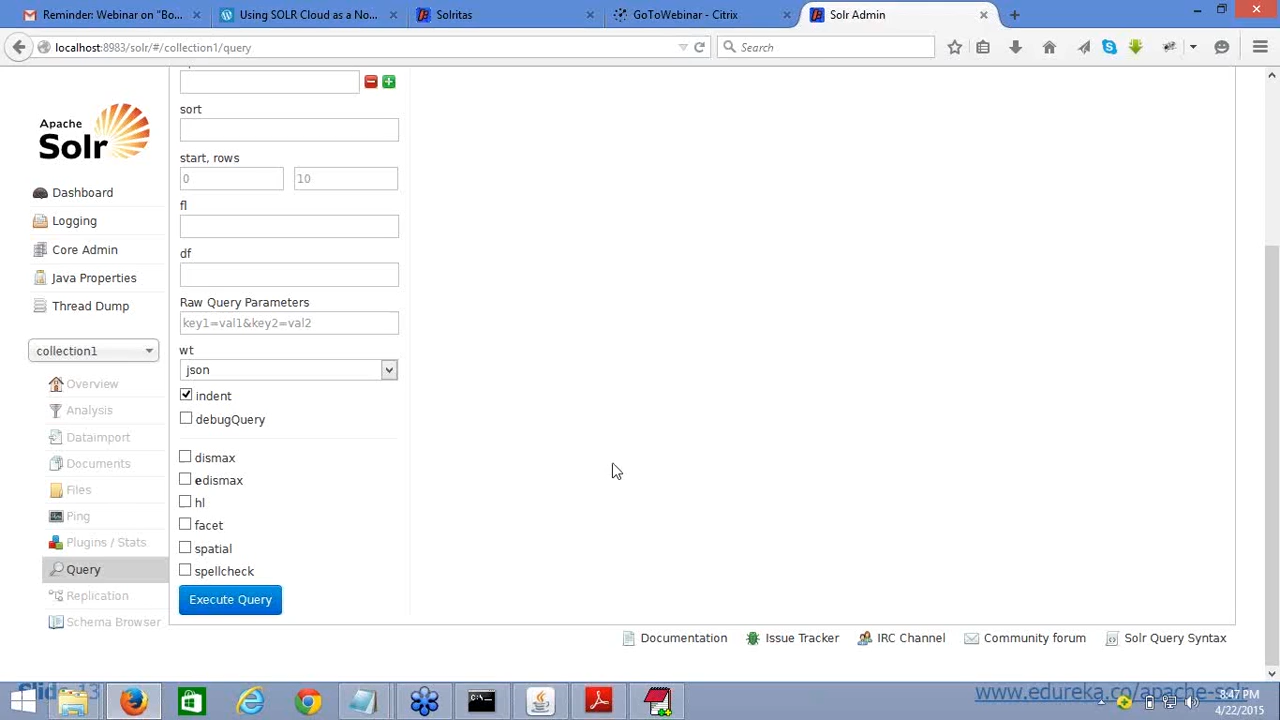 Reminder: Webinar on "Bo...
Using SOLR Cloud as a No...
Solritas
GoToWebinar - Citrix
Solr Admin
localhost:8983/solr/#/collection1/query
Search
Apache
Solr
Dashboard
Logging
Core Admin
Java Properties
Thread Dump
collection1
Overview
Analysis
Dataimport
Documents
Files
Ping
Plugins / Stats
Query
Replication
Schema Browser
sort
start, rows
0
10
fl
df
Raw Query Parameters
key1=val1&key2=val2
wt
json
indent
debugQuery
dismax
edismax
hl
facet
spatial
spellcheck
Execute Query
Documentation
Issue Tracker
IRC Channel
Community forum
Solr Query Syntax
www.edureka.co/apache-solr
8:47 PM
4/22/2015